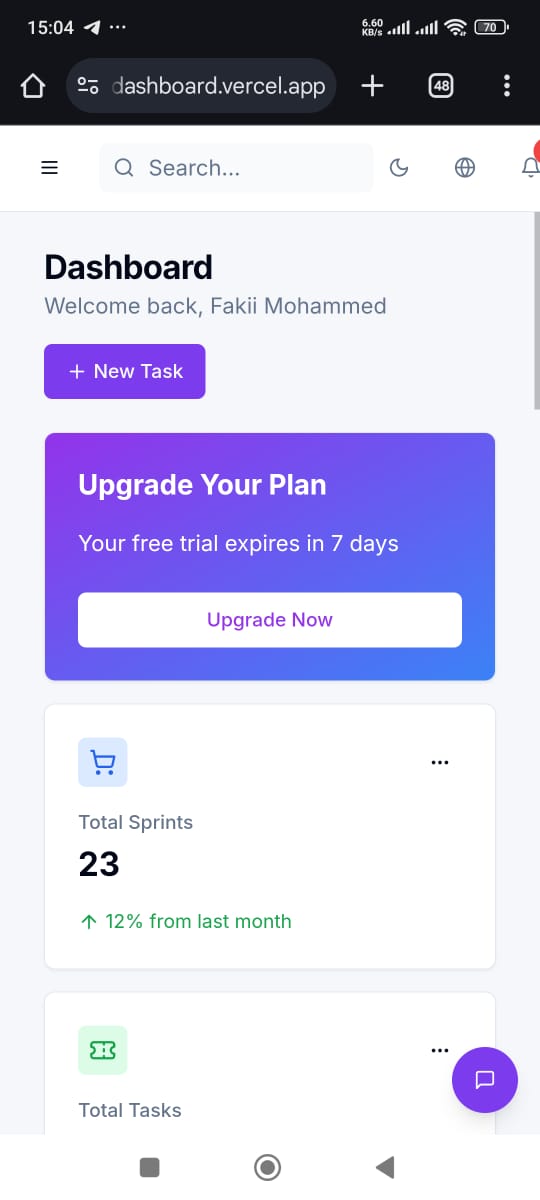 15:04
6.60
KB/s
70
dashboard.vercel.app
48
Search...
Dashboard
Welcome back, Fakii Mohammed
+ New Task
Upgrade Your Plan
Your free trial expires in 7 days
Upgrade Now
Total Sprints
23
↑ 12% from last month
Total Tasks